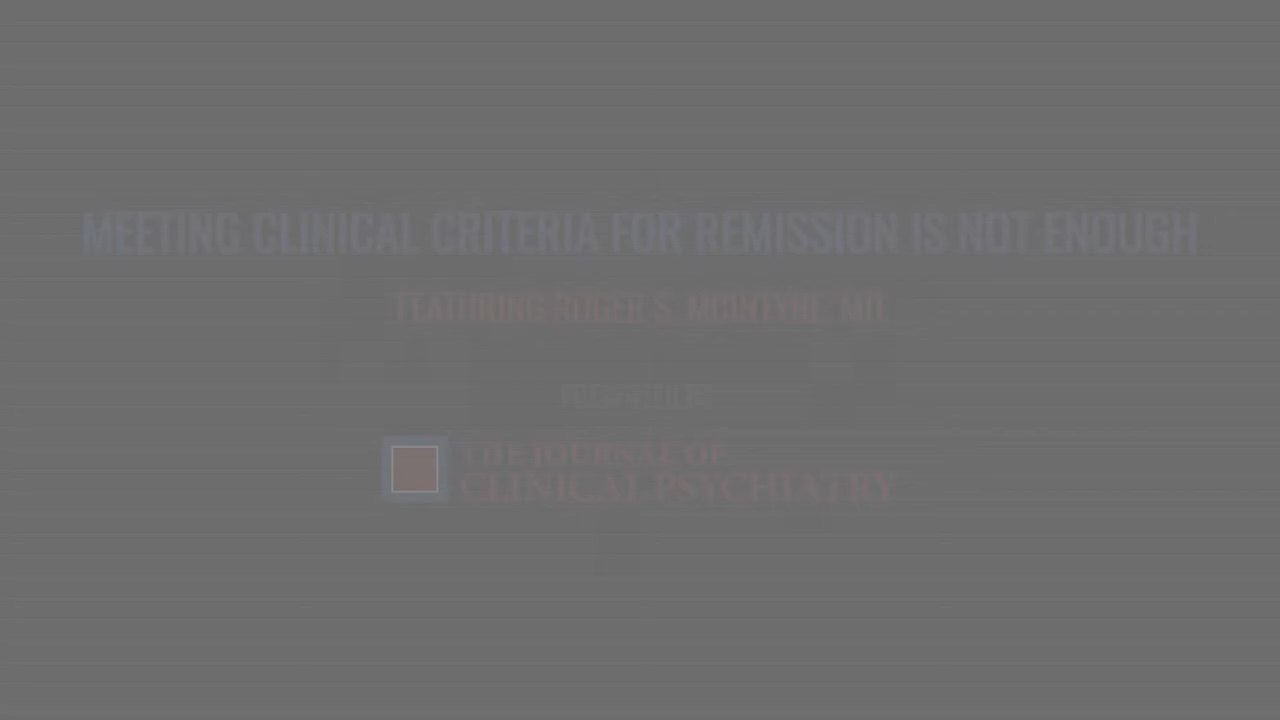 MEETING CLINICAL CRITERIA FOR REMISSION IS NOT ENOUGH
FEATURING ROGER S. MCINTYRE, MD
THE JOURNAL OF
CLINICAL PSYCHIATRY